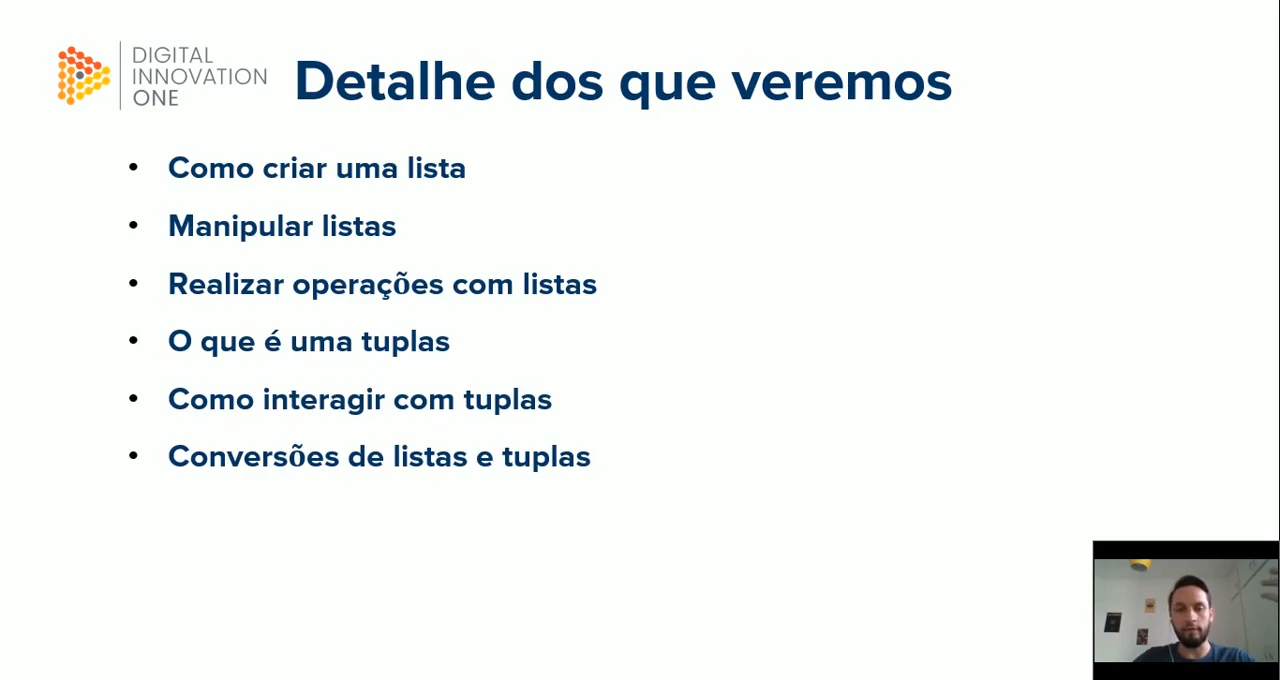 DIGITAL
INNOVATION
ONE
Detalhe dos que veremos
• Como criar uma lista
• Manipular listas
• Realizar operações com listas
• O que é uma tuplas
• Como interagir com tuplas
• Conversões de listas e tuplas